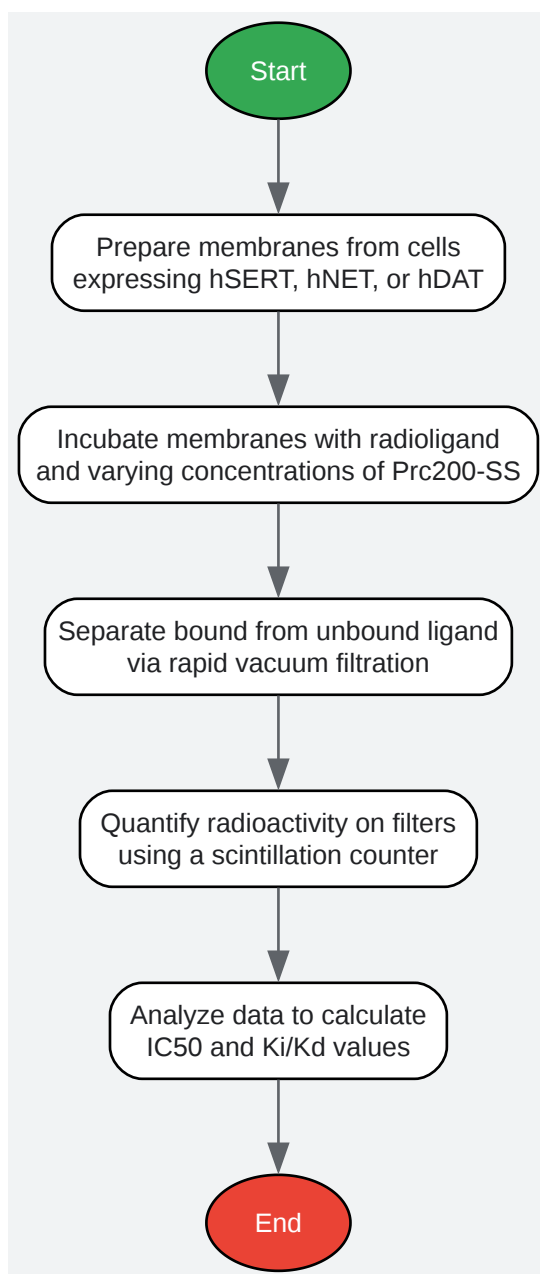 Start
Prepare membranes from cells
expressing hSERT, hNET, or hDAT
Incubate membranes with radioligand
and varying concentrations of Prc200-SS
Separate bound from unbound ligand
via rapid vacuum filtration
Quantify radioactivity on filters
using a scintillation counter
Analyze data to calculate
IC50 and Ki/Kd values
End